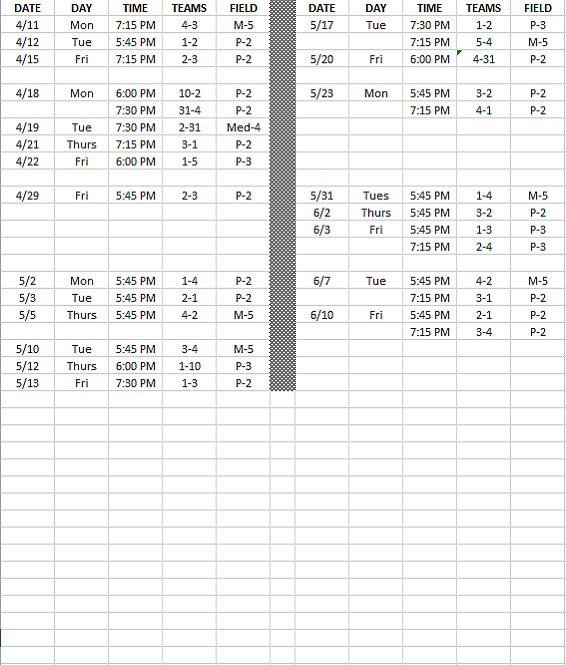 DATE DAY TIME TEAMS FIELD DATE DAY TIME TEAMS FIELD
4/11 Mon 7:15 PM 4-3 M-5 5/17 Tue 7:30 PM 1-2 P-3
4/12 Tue 5:45 PM 1-2 P-2 7:15 PM 5-4 M-5
4/15 Fri 7:15 PM 2-3 P-2 5/20 Fri 6:00 PM 4-31 P-2
4/18 Mon 6:00 PM 10-2 P-2 5/23 Mon 5:45 PM 3-2 P-2
7:30 PM 31-4 P-2 7:15 PM 4-1 P-2
4/19 Tue 7:30 PM 2-31 Med-4
4/21 Thurs 7:15 PM 3-1 P-2
4/22 Fri 6:00 PM 1-5 P-3
4/29 Fri 5:45 PM 2-3 P-2 5/31 Tues 5:45 PM 1-4 M-5
6/2 Thurs 5:45 PM 3-2 P-2
6/3 Fri 5:45 PM 1-3 P-3
7:15 PM 2-4 P-3
5/2 Mon 5:45 PM 1-4 P-2 6/7 Tue 5:45 PM 4-2 M-5
5/3 Tue 5:45 PM 2-1 P-2 7:15 PM 3-1 P-2
5/5 Thurs 5:45 PM 4-2 M-5 6/10 Fri 5:45 PM 2-1 P-2
7:15 PM 3-4 P-2
5/10 Tue 5:45 PM 3-4 M-5
5/12 Thurs 6:00 PM 1-10 P-3
5/13 Fri 7:30 PM 1-3 P-2